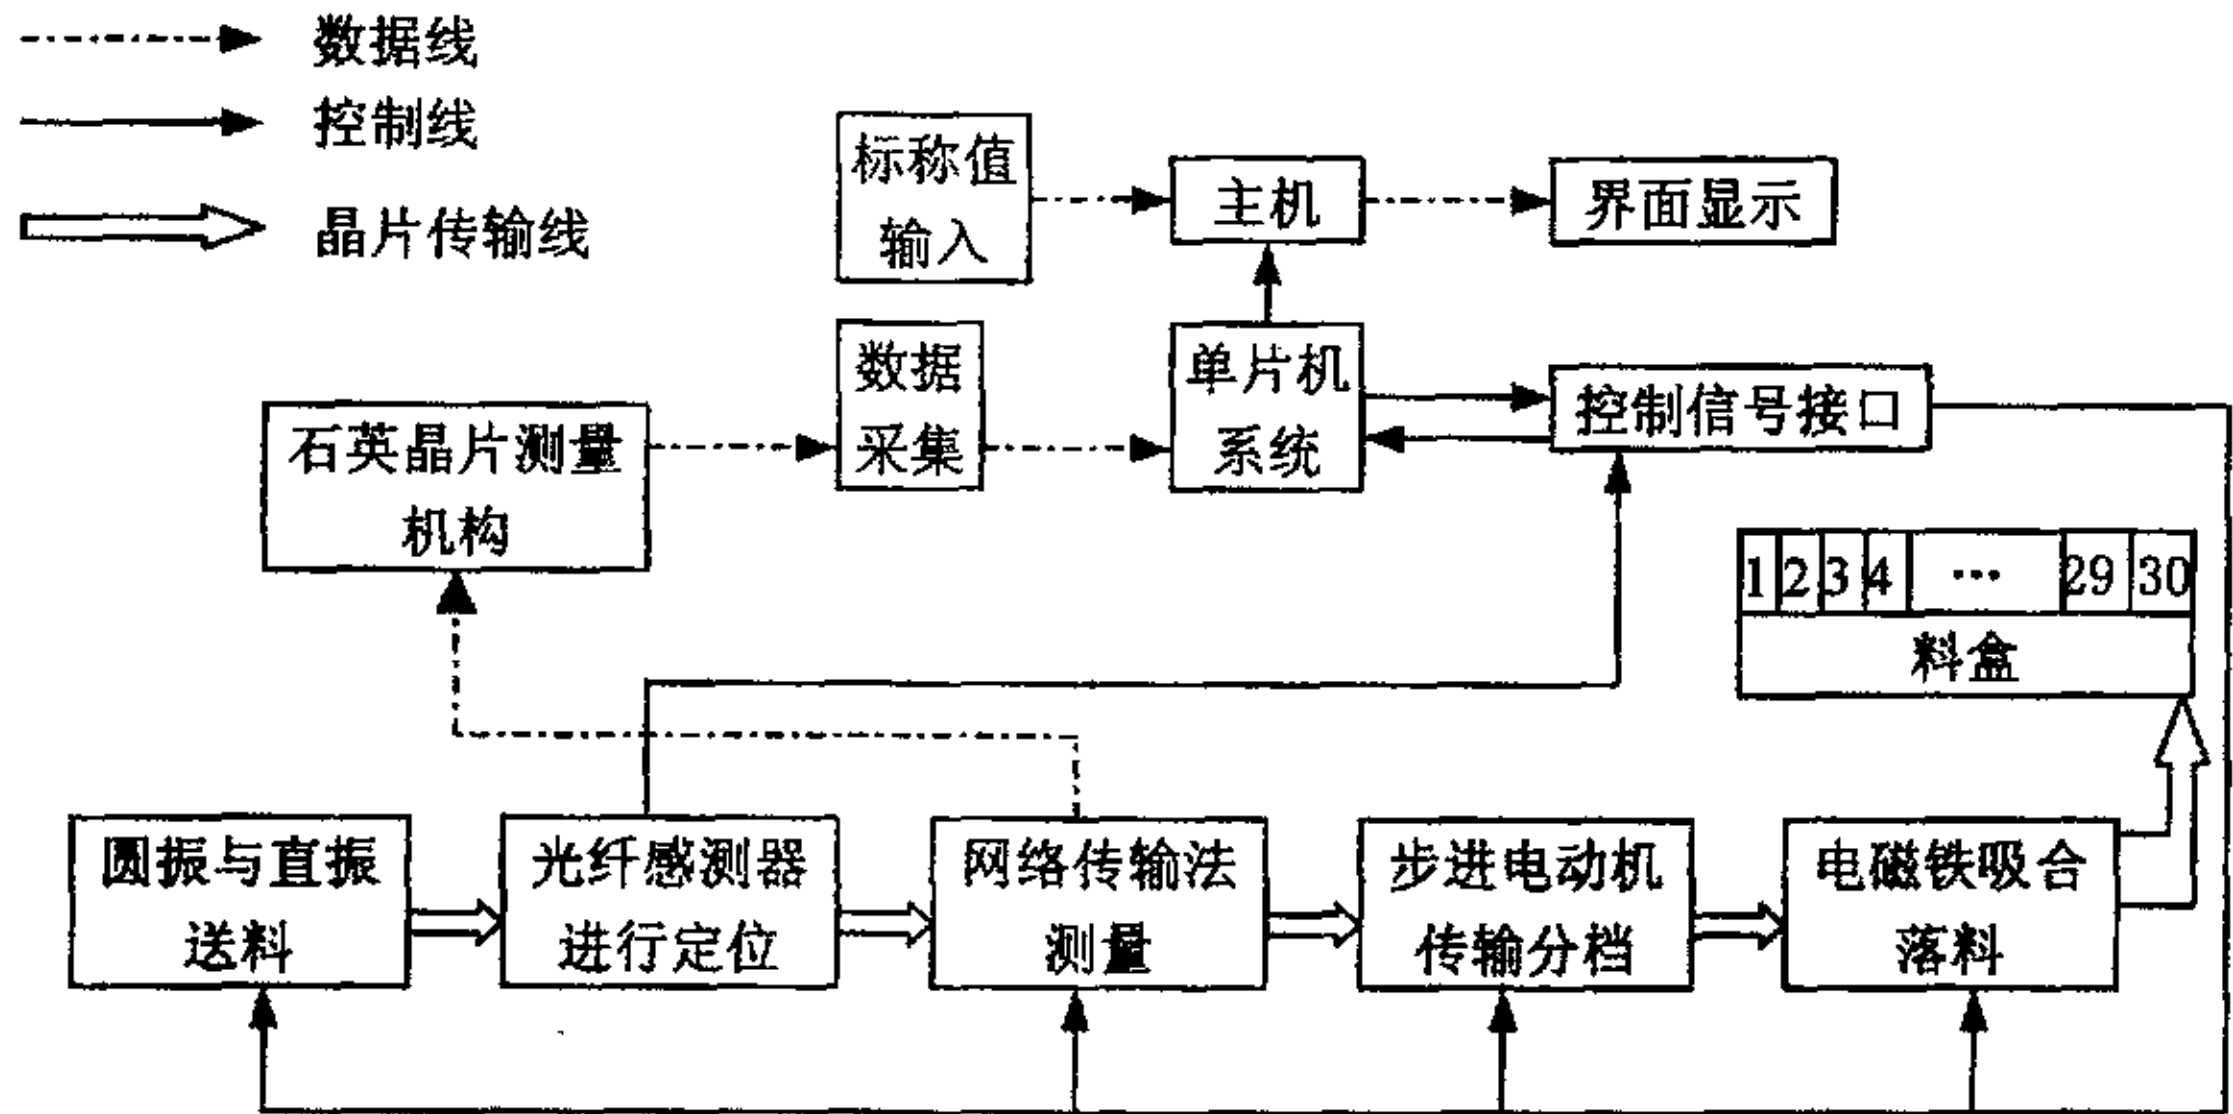 数据线
控制线
晶片传输线
标称值
输入
主机
界面显示
数据
采集
单片机
系统
控制信号接口
石英晶片测量
机构
1 2 3 4 … 29 30
料盒
圆振与直振
送料
光纤感测器
进行定位
网络传输法
测量
步进电动机
传输分档
电磁铁吸合
落料